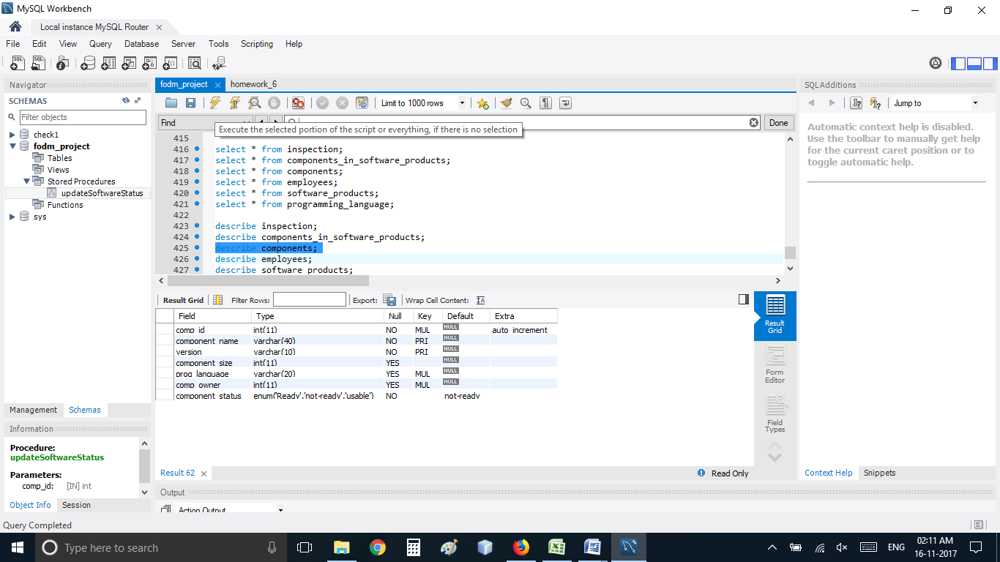 MySQL Workbench
Local instance MySQL Router
File Edit View Query Database Server Tools Scripting Help
Navigator
SCHEMAS
Filter objects
check1
fodm_project
Tables
Views
Stored Procedures
updateSoftwareStatus
Functions
sys
Management Schemas
Information
Procedure:
updateSoftwareStatus
Parameters:
comp_id: [IN] int
Object Info Session
fodm_project homework_6
Limit to 1000 rows
Find Done
Execute the selected portion of the script or everything, if there is no selection
415
416 select * from inspection;
417 select * from components_in_software_products;
418 select * from components;
419 select * from employees;
420 select * from software_products;
421 select * from programming_language;
422
423 describe inspection;
424 describe components_in_software_products;
425 describe components;
426 describe employees;
427 describe software_products;
Result Grid Filter Rows: Export: Wrap Cell Content:
Field Type Null Key Default Extra
comp_id int(11) NO MUL NULL auto_increment
component_name varchar(40) NO PRI NULL
version varchar(10) NO PRI NULL
component_size int(11) YES NULL
prog_language varchar(20) YES MUL NULL
comp_owner int(11) YES MUL NULL
component_status enum('Ready','not-ready','usable') NO not-ready
Result Grid
Form Editor
Field Types
Result 62 Read Only
Output
Action Output
SQLAdditions
Jump to
Automatic context help is disabled.
Use the toolbar to manually get help
for the current caret position or to
toggle automatic help.
Context Help Snippets
Query Completed
Type here to search
ENG
02:11 AM
16-11-2017